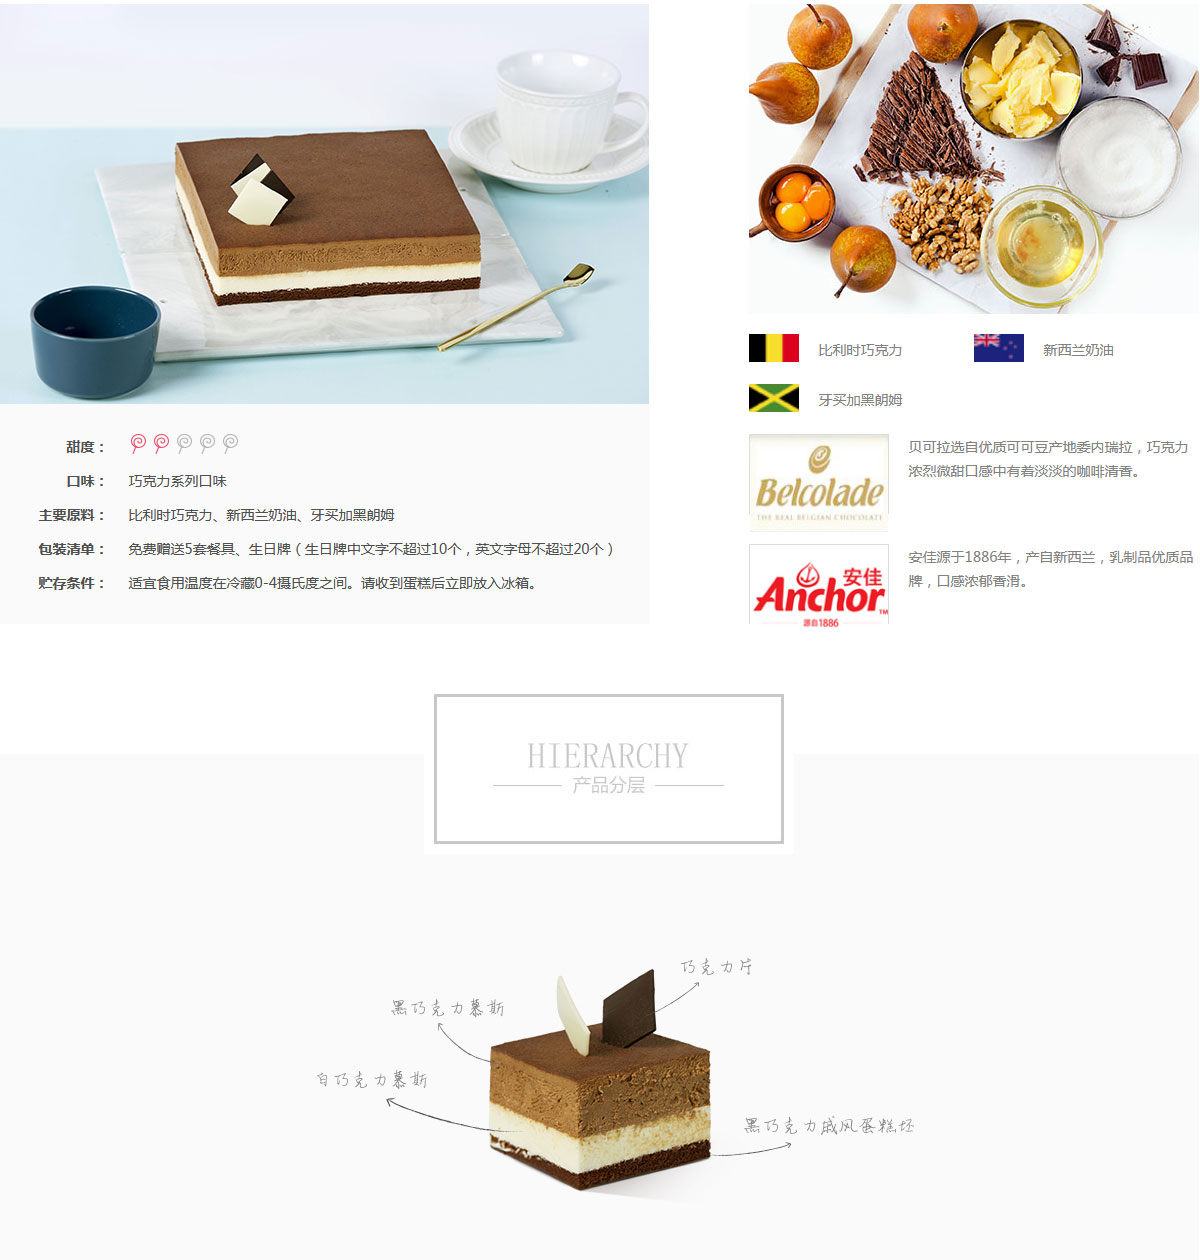 甜度：
口味： 巧克力系列口味
主要原料： 比利时巧克力、新西兰奶油、牙买加黑朗姆
包装清单： 免费赠送5套餐具、生日牌（生日牌中文字不超过10个，英文字母不超过20个）
贮存条件： 适宜食用温度在冷藏0-4摄氏度之间。请收到蛋糕后立即放入冰箱。
比利时巧克力
新西兰奶油
牙买加黑朗姆
Belcolade
THE REAL BELGIAN CHOCOLATE
贝可拉选自优质可可豆产地委内瑞拉，巧克力
浓烈微甜口感中有着淡淡的咖啡清香。
安佳
Anchor™
源自1886
安佳源于1886年，产自新西兰，乳制品优质品
牌，口感浓郁香滑。
HIERARCHY
产品分层
巧克力片
黑巧克力慕斯
白巧克力慕斯
黑巧克力戚风蛋糕坯